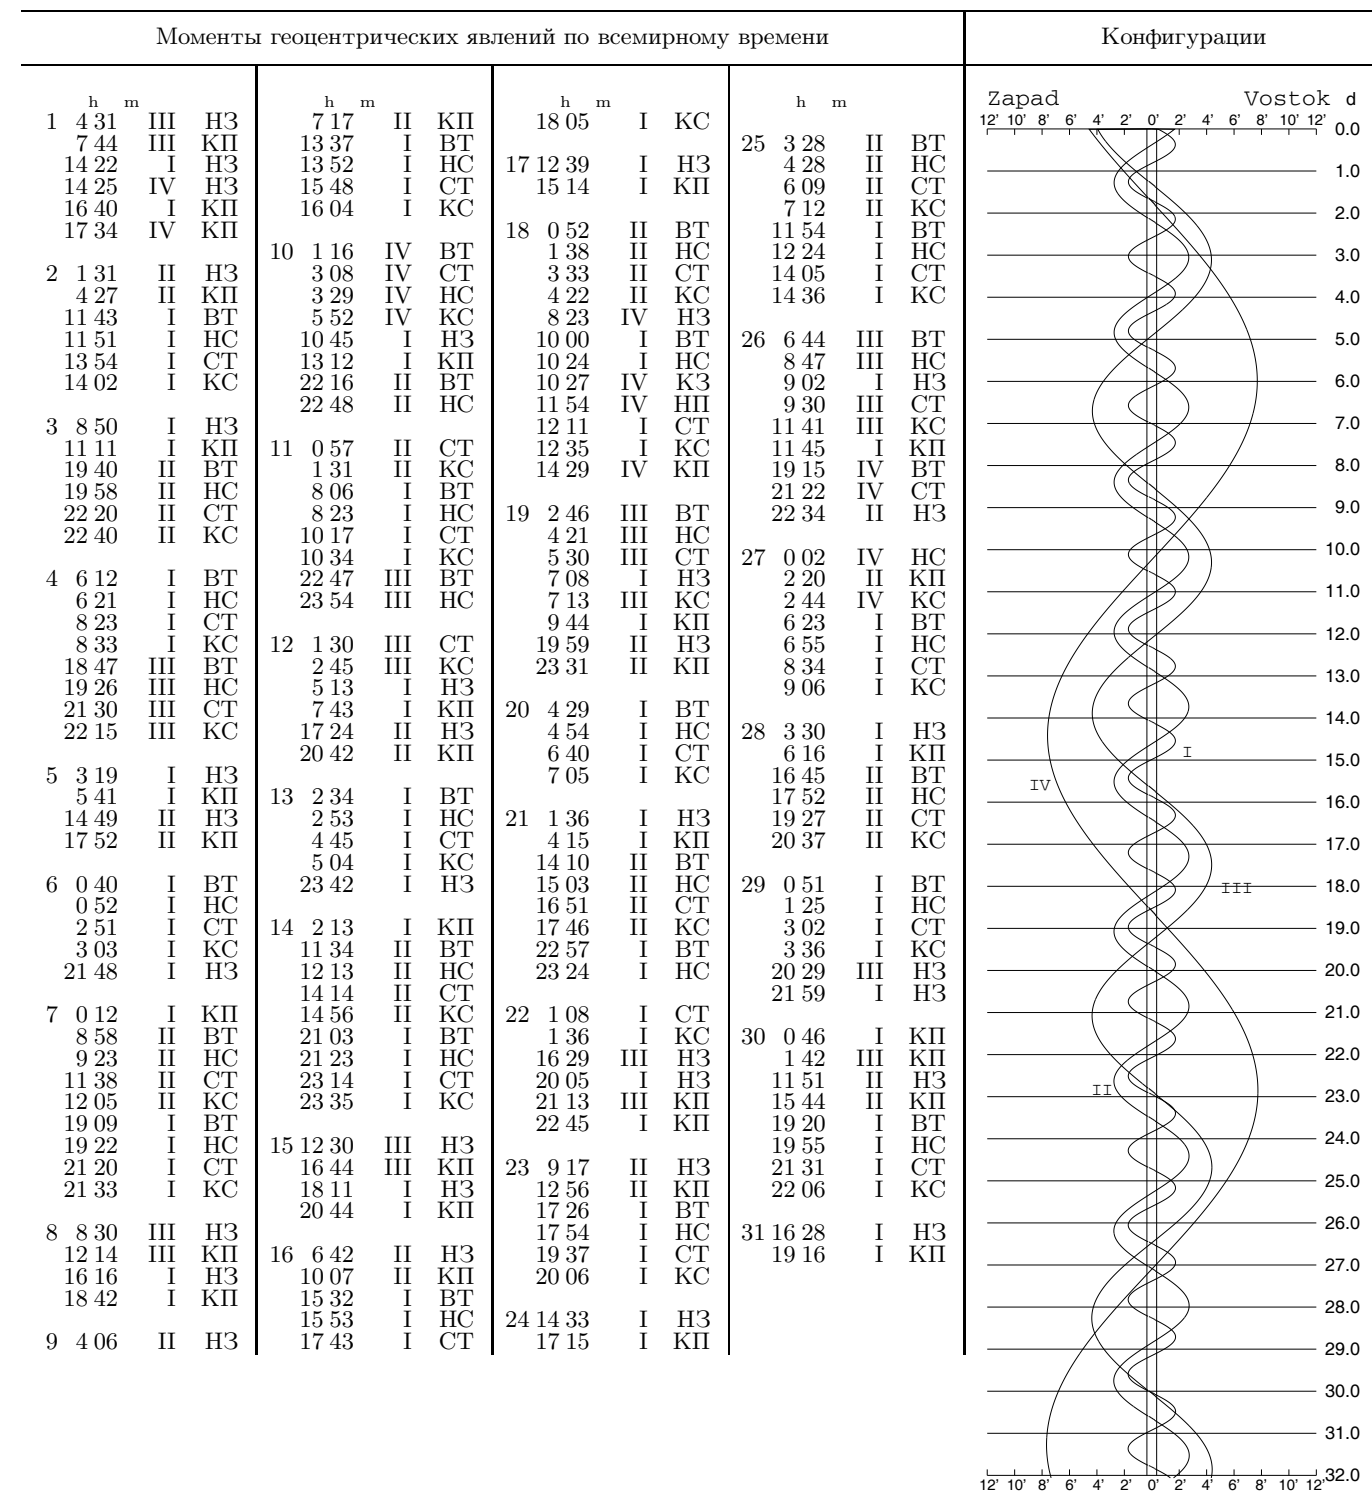 Моменты геоцентрических явлений по всемирному времени
Конфигурации
h m
1 4 31 III НЗ
7 44 III КП
14 22 I НЗ
14 25 IV НЗ
16 40 I КП
17 34 IV КП
2 1 31 II НЗ
4 27 II КП
11 43 I ВТ
11 51 I НС
13 54 I СТ
14 02 I КС
3 8 50 I НЗ
11 11 I КП
19 40 II ВТ
19 58 II НС
22 20 II СТ
22 40 II КС
4 6 12 I ВТ
6 21 I НС
8 23 I СТ
8 33 I КС
18 47 III ВТ
19 26 III НС
21 30 III СТ
22 15 III КС
5 3 19 I НЗ
5 41 I КП
14 49 II НЗ
17 52 II КП
6 0 40 I ВТ
0 52 I НС
2 51 I СТ
3 03 I КС
21 48 I НЗ
7 0 12 I КП
8 58 II ВТ
9 23 II НС
11 38 II СТ
12 05 II КС
19 09 I ВТ
19 22 I НС
21 20 I СТ
21 33 I КС
8 8 30 III НЗ
12 14 III КП
16 16 I НЗ
18 42 I КП
9 4 06 II НЗ
h m
7 17 II КП
13 37 I ВТ
13 52 I НС
15 48 I СТ
16 04 I КС
10 1 16 IV ВТ
3 08 IV СТ
3 29 IV НС
5 52 IV КС
10 45 I НЗ
13 12 I КП
22 16 II ВТ
22 48 II НС
11 0 57 II СТ
1 31 II КС
8 06 I ВТ
8 23 I НС
10 17 I СТ
10 34 I КС
22 47 III ВТ
23 54 III НС
12 1 30 III СТ
2 45 III КС
5 13 I НЗ
7 43 I КП
17 24 II НЗ
20 42 II КП
13 2 34 I ВТ
2 53 I НС
4 45 I СТ
5 04 I КС
23 42 I НЗ
14 2 13 I КП
11 34 II ВТ
12 13 II НС
14 14 II СТ
14 56 II КС
21 03 I ВТ
21 23 I НС
23 14 I СТ
23 35 I КС
15 12 30 III НЗ
16 44 III КП
18 11 I НЗ
20 44 I КП
16 6 42 II НЗ
10 07 II КП
15 32 I ВТ
15 53 I НС
17 43 I СТ
h m
18 05 I КС
17 12 39 I НЗ
15 14 I КП
18 0 52 II ВТ
1 38 II НС
3 33 II СТ
4 22 II КС
8 23 IV НЗ
10 00 I ВТ
10 24 I НС
10 27 IV КЗ
11 54 IV НП
12 11 I СТ
12 35 I КС
14 29 IV КП
19 2 46 III ВТ
4 21 III НС
5 30 III СТ
7 08 I НЗ
7 13 III КС
9 44 I КП
19 59 II НЗ
23 31 II КП
20 4 29 I ВТ
4 54 I НС
6 40 I СТ
7 05 I КС
21 1 36 I НЗ
4 15 I КП
14 10 II ВТ
15 03 II НС
16 51 II СТ
17 46 II КС
22 57 I ВТ
23 24 I НС
22 1 08 I СТ
1 36 I КС
16 29 III НЗ
20 05 I НЗ
21 13 III КП
22 45 I КП
23 9 17 II НЗ
12 56 II КП
17 26 I ВТ
17 54 I НС
19 37 I СТ
20 06 I КС
24 14 33 I НЗ
17 15 I КП
h m
25 3 28 II ВТ
4 28 II НС
6 09 II СТ
7 12 II КС
11 54 I ВТ
12 24 I НС
14 05 I СТ
14 36 I КС
26 6 44 III ВТ
8 47 III НС
9 02 I НЗ
9 30 III СТ
11 41 III КС
11 45 I КП
19 15 IV ВТ
21 22 IV СТ
22 34 II НЗ
27 0 02 IV НС
2 20 II КП
2 44 IV КС
6 23 I ВТ
6 55 I НС
8 34 I СТ
9 06 I КС
28 3 30 I НЗ
6 16 I КП
16 45 II ВТ
17 52 II НС
19 27 II СТ
20 37 II КС
29 0 51 I ВТ
1 25 I НС
3 02 I СТ
3 36 I КС
20 29 III НЗ
21 59 I НЗ
30 0 46 I КП
1 42 III КП
11 51 II НЗ
15 44 II КП
19 20 I ВТ
19 55 I НС
21 31 I СТ
22 06 I КС
31 16 28 I НЗ
19 16 I КП
Zapad Vostok d
12' 10' 8' 6' 4' 2' 0' 2' 4' 6' 8' 10' 12'
0.0
1.0
2.0
3.0
4.0
5.0
6.0
7.0
8.0
9.0
10.0
11.0
12.0
13.0
14.0
I
15.0
IV
16.0
17.0
III 18.0
19.0
20.0
21.0
22.0
II
23.0
24.0
25.0
26.0
27.0
28.0
29.0
30.0
31.0
32.0
12' 10' 8' 6' 4' 2' 0' 2' 4' 6' 8' 10' 12'